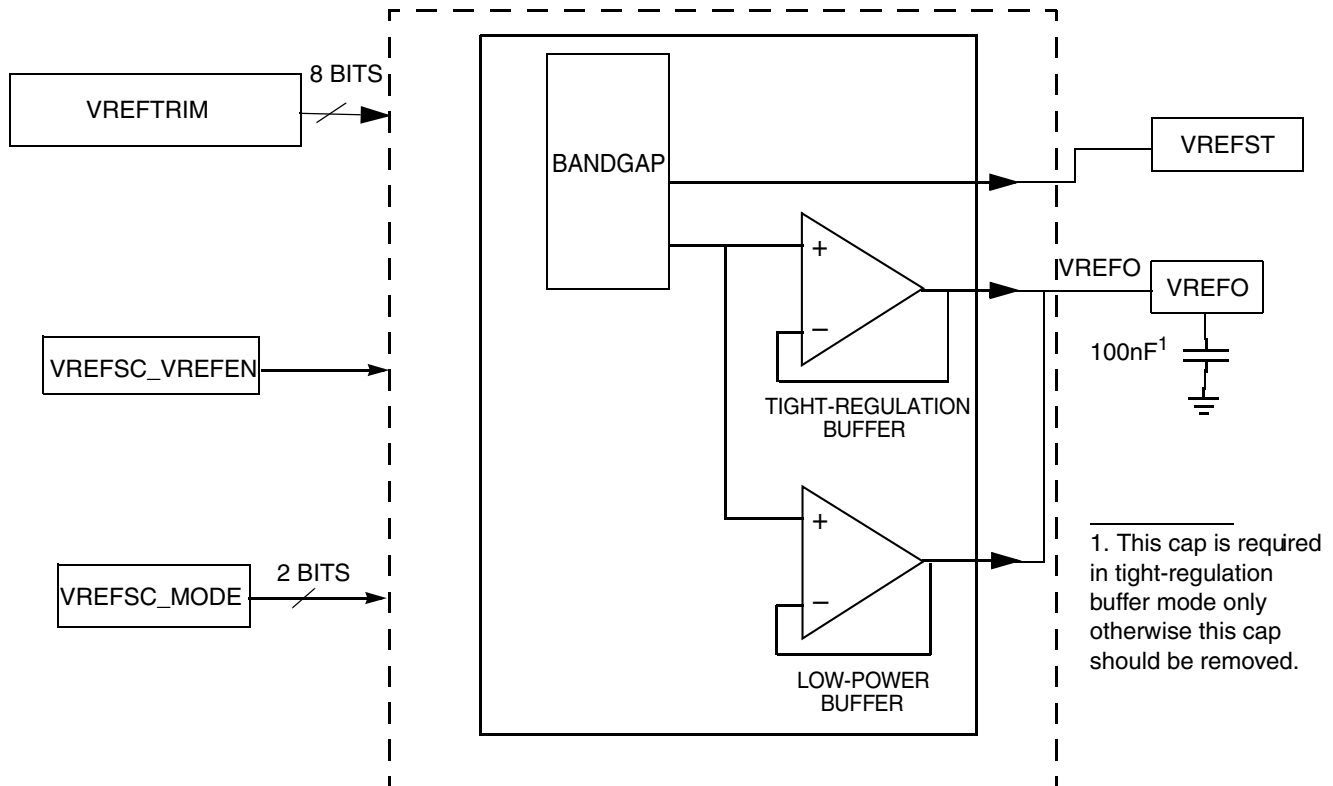 8 BITS
VREFTRIM
BANDGAP
VREFST
+
−
VREFO
VREFO
100nF1
TIGHT-REGULATION
BUFFER
VREFSC_VREFEN
2 BITS
VREFSC_MODE
+
−
LOW-POWER
BUFFER
1. This cap is required
in tight-regulation
buffer mode only
otherwise this cap
should be removed.